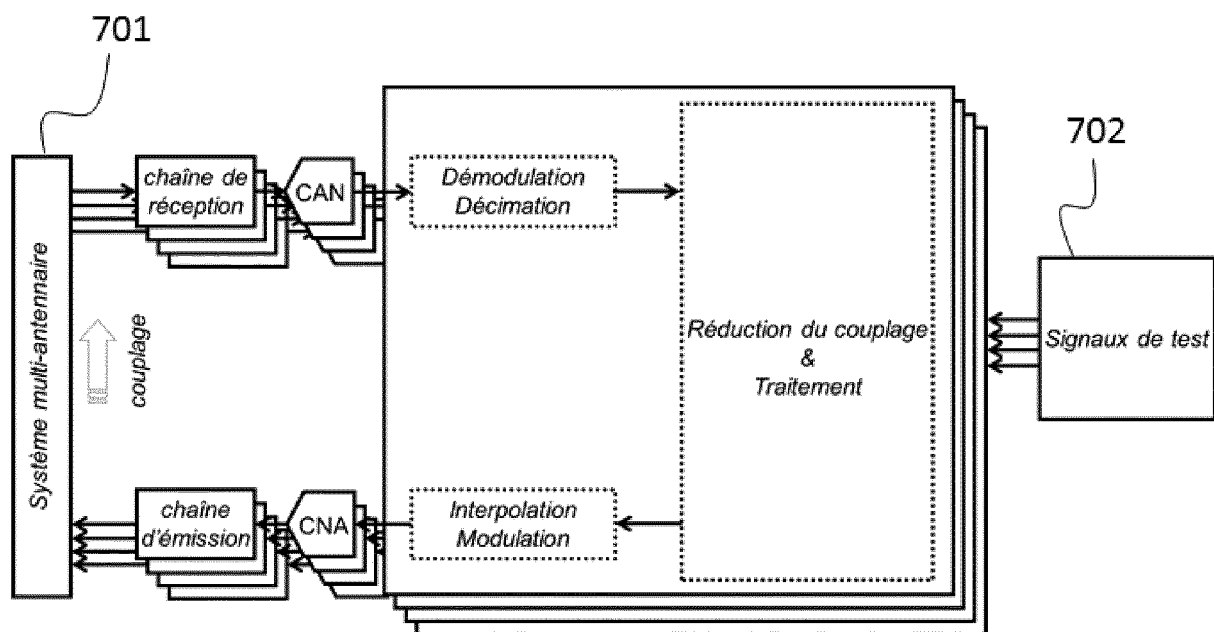 701
702
Système multi-antennaire
couplage
chaîne de
réception
CAN
Démodulation
Décimation
Réduction du couplage
&
Traitement
Signaux de test
chaîne
d'émission
CNA
Interpolation
Modulation